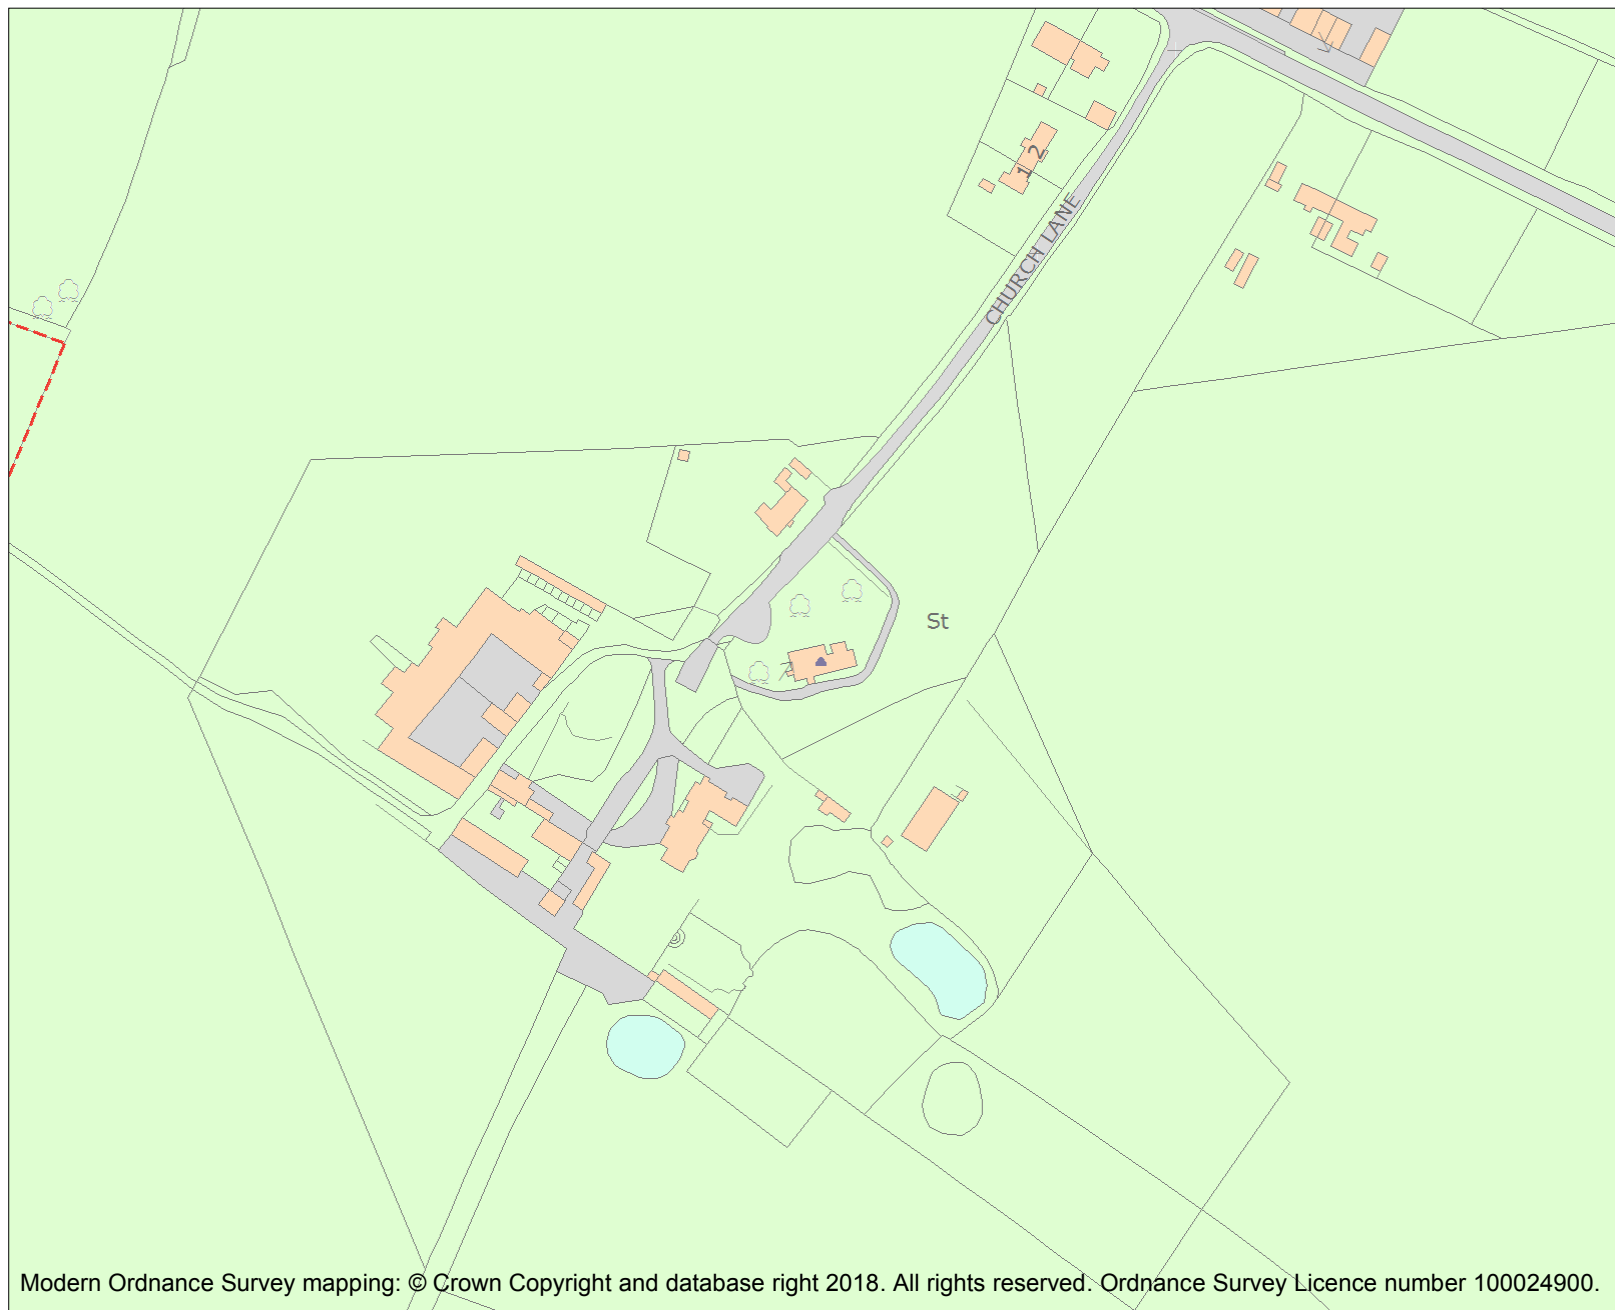 2
1
CHURCH LANE
St
Modern Ordnance Survey mapping: © Crown Copyright and database right 2018. All rights reserved. Ordnance Survey Licence number 100024900.